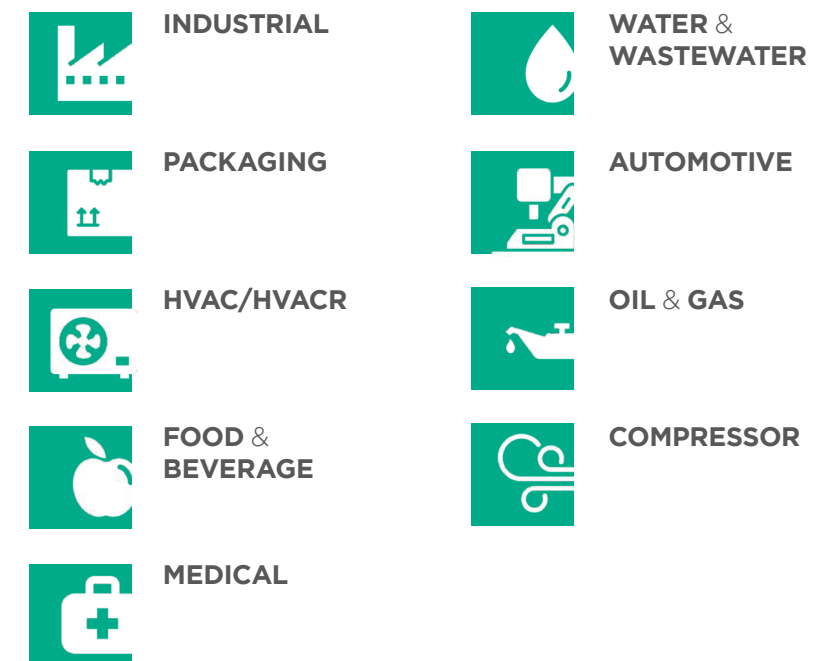 INDUSTRIAL
PACKAGING
HVAC/HVACR
FOOD &
BEVERAGE
MEDICAL
WATER &
WASTEWATER
AUTOMOTIVE
OIL & GAS
COMPRESSOR